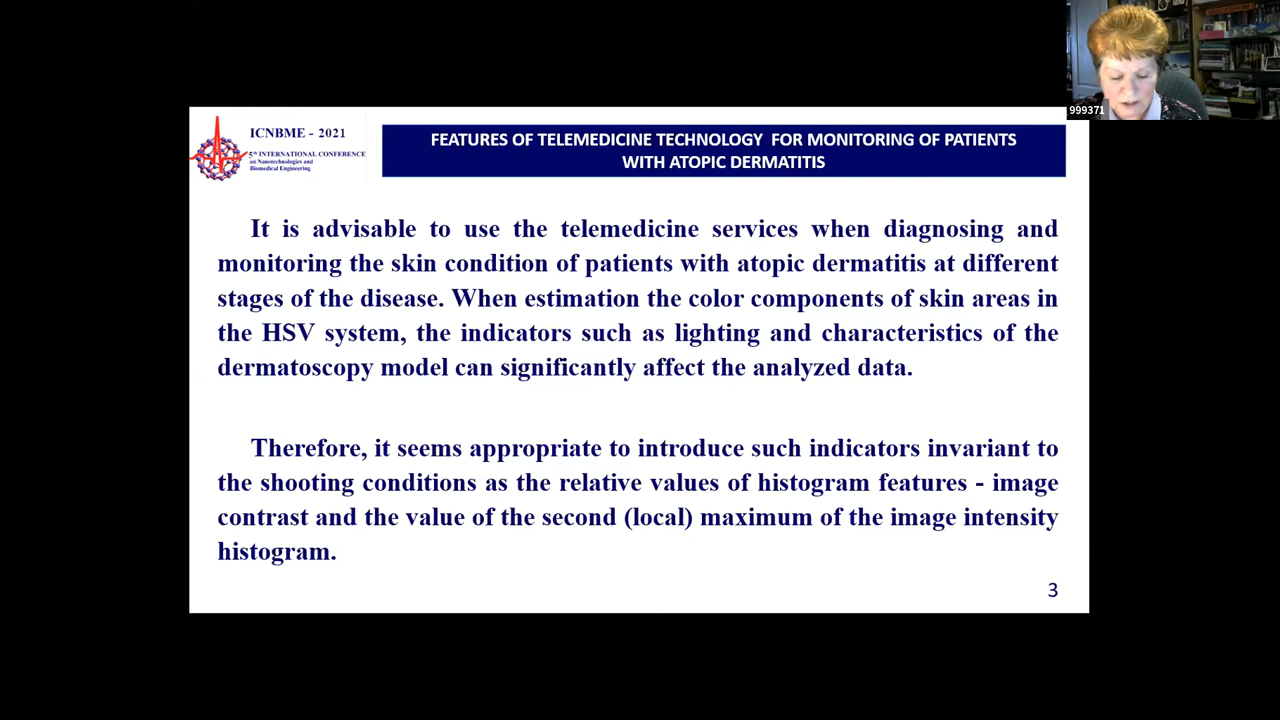 999371
ICNBME - 2021
5th INTERNATIONAL CONFERENCE
on Nanotechnologies and
Biomedical Engineering
FEATURES OF TELEMEDICINE TECHNOLOGY FOR MONITORING OF PATIENTS
WITH ATOPIC DERMATITIS
It is advisable to use the telemedicine services when diagnosing and
monitoring the skin condition of patients with atopic dermatitis at different
stages of the disease. When estimation the color components of skin areas in
the HSV system, the indicators such as lighting and characteristics of the
dermatoscopy model can significantly affect the analyzed data.
Therefore, it seems appropriate to introduce such indicators invariant to
the shooting conditions as the relative values of histogram features - image
contrast and the value of the second (local) maximum of the image intensity
histogram.
3